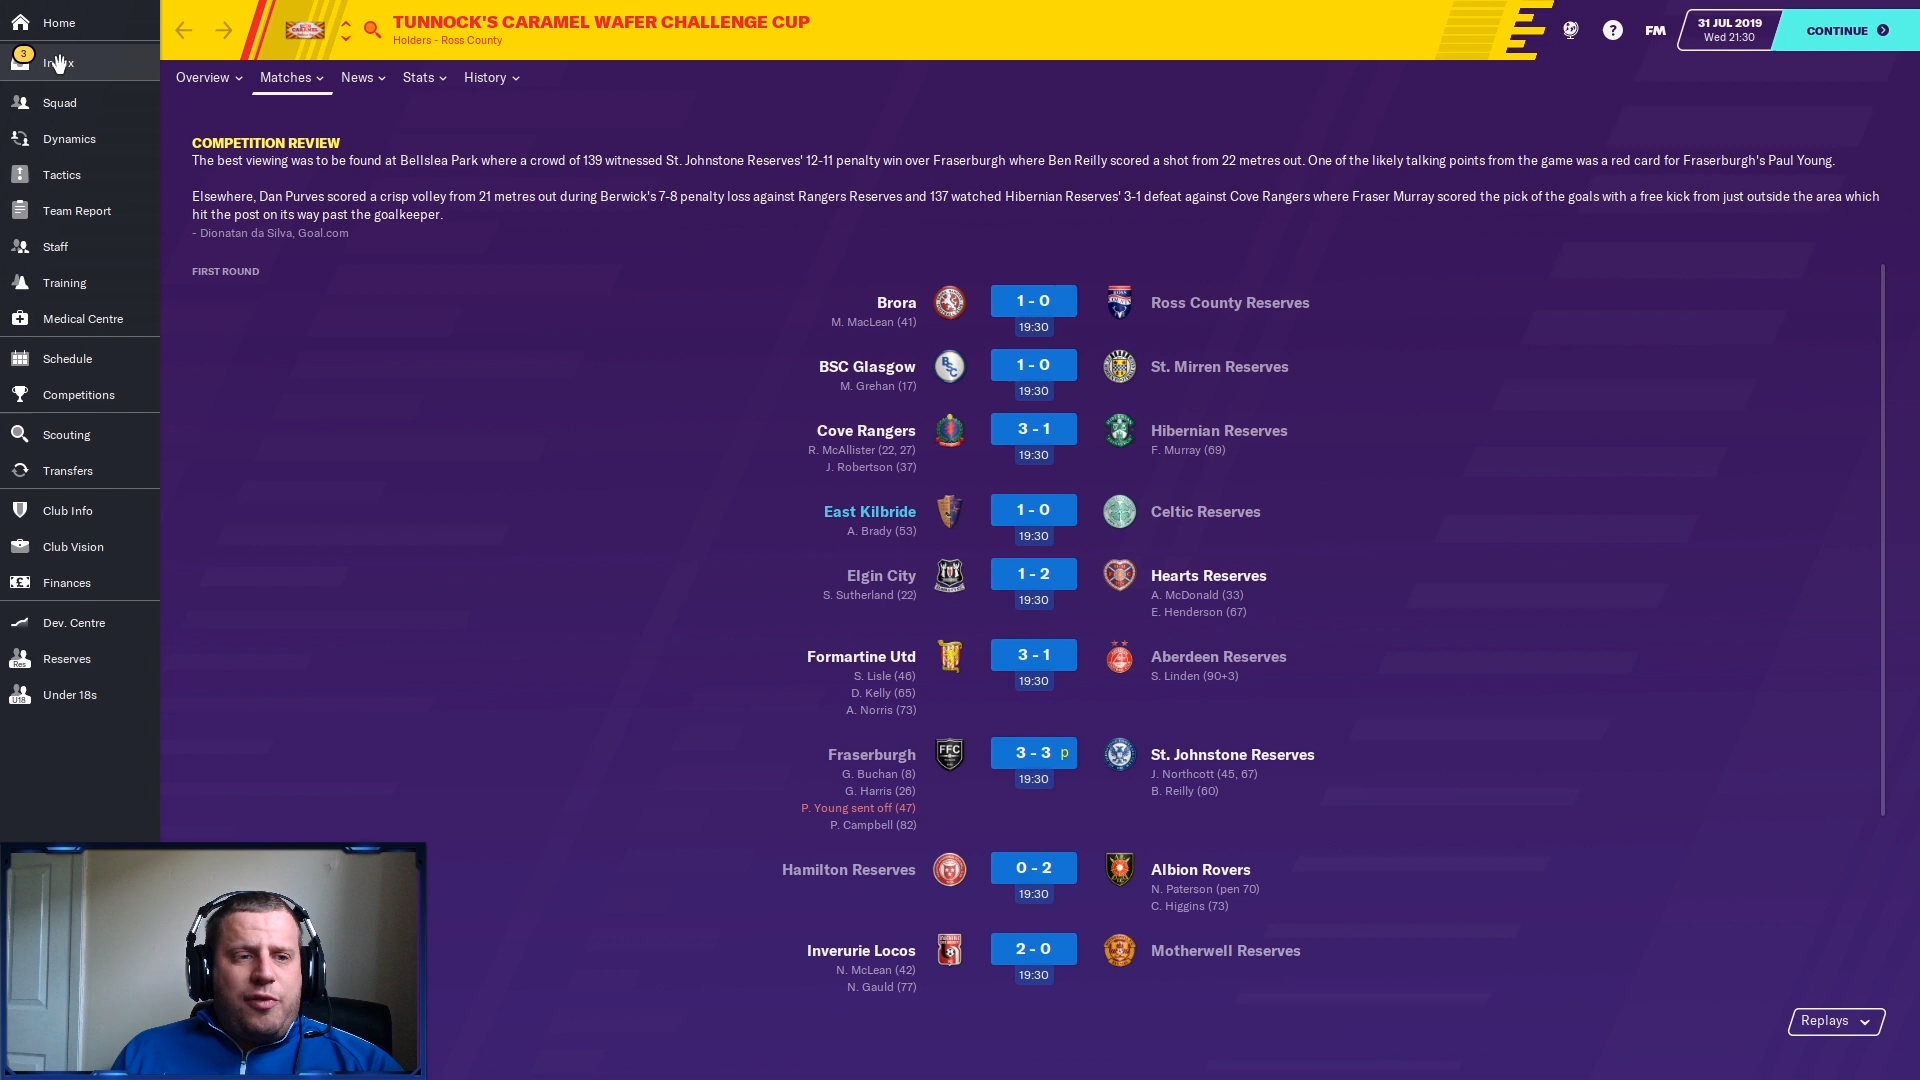 Home
TUNNOCK'S CARAMEL WAFER CHALLENGE CUP
Holders - Ross County
FM
31 JUL 2019
Wed 21:30
CONTINUE
3
Squad
Dynamics
Tactics
Team Report
Staff
Training
Medical Centre
Schedule
Competitions
Scouting
Transfers
Club Info
Club Vision
Finances
Dev. Centre
Res
Reserves
U18
Under 18s
Overview
Matches
News
Stats
History
COMPETITION REVIEW
The best viewing was to be found at Bellslea Park where a crowd of 139 witnessed St. Johnstone Reserves' 12-11 penalty win over Fraserburgh where Ben Reilly scored a shot from 22 metres out. One of the likely talking points from the game was a red card for Fraserburgh's Paul Young.
Elsewhere, Dan Purves scored a crisp volley from 21 metres out during Berwick's 7-8 penalty loss against Rangers Reserves and 137 watched Hibernian Reserves' 3-1 defeat against Cove Rangers where Fraser Murray scored the pick of the goals with a free kick from just outside the area which
hit the post on its way past the goalkeeper.
- Dionatan da Silva, Goal.com
FIRST ROUND
Brora 1 - 0 Ross County Reserves
M. MacLean (41) 19:30
BSC Glasgow 1 - 0 St. Mirren Reserves
M. Grehan (17) 19:30
Cove Rangers 3 - 1 Hibernian Reserves
R. McAllister (22, 27) 19:30 F. Murray (69)
J. Robertson (37)
East Kilbride 1 - 0 Celtic Reserves
A. Brady (53) 19:30
Elgin City 1 - 2 Hearts Reserves
S. Sutherland (22) 19:30 A. McDonald (33)
E. Henderson (67)
Formartine Utd 3 - 1 Aberdeen Reserves
S. Lisle (46) 19:30 S. Linden (90+3)
D. Kelly (65)
A. Norris (73)
Fraserburgh FFC 3 - 3 p St. Johnstone Reserves
G. Buchan (8) 19:30 J. Northcott (45, 67)
G. Harris (26) B. Reilly (60)
P. Young sent off (47)
P. Campbell (82)
Hamilton Reserves 0 - 2 Albion Rovers
19:30 N. Paterson (pen 70)
C. Higgins (73)
Inverurie Locos 2 - 0 Motherwell Reserves
N. McLean (42) 19:30
N. Gauld (77)
Replays